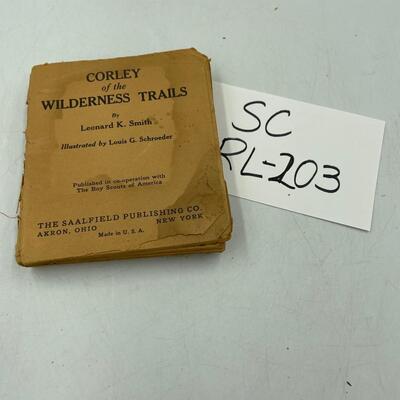 CORLEY
of the
WILDERNESS TRAILS
By
Leonard K. Smith
Illustrated by Louis G. Schroeder
Published in co-operation with
The Boy Scouts of America
THE SAALFIELD PUBLISHING CO.
AKRON, OHIO Made in U. S. A. NEW YORK
SC
RL-203